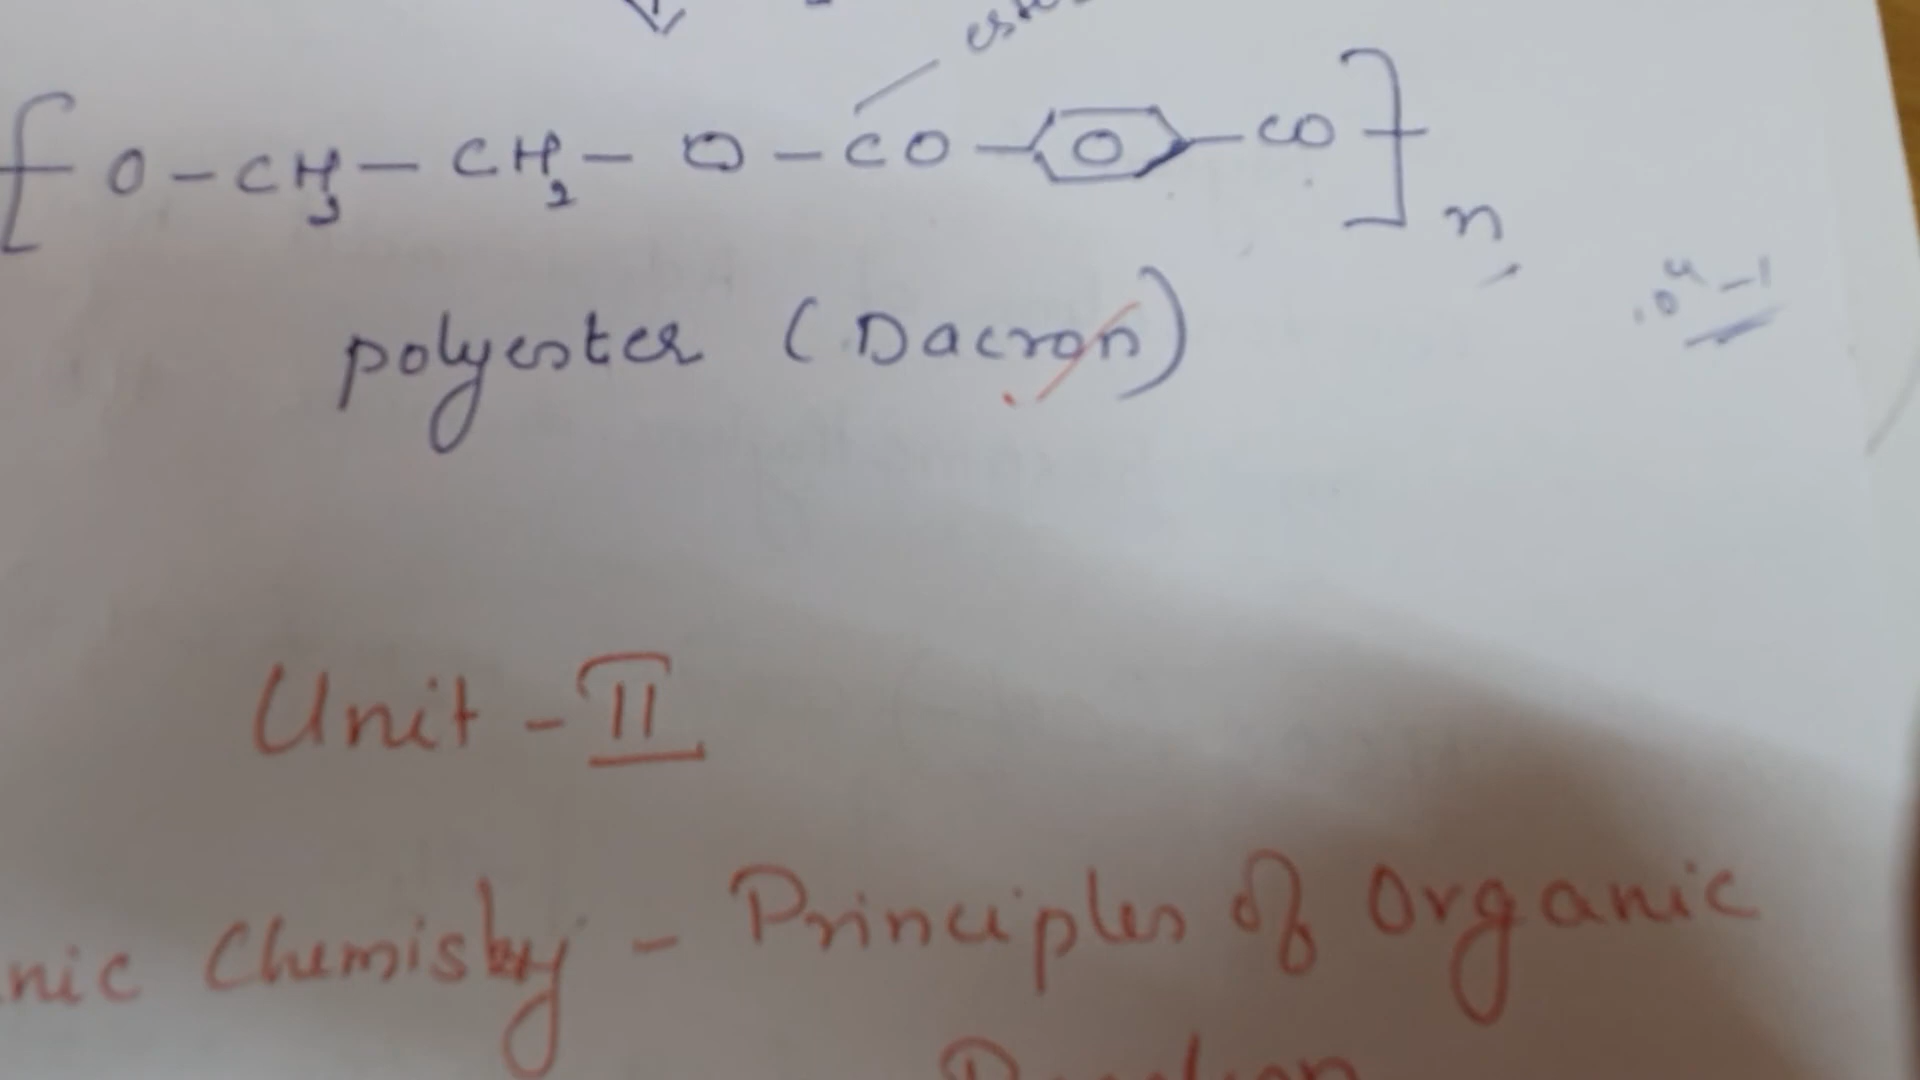 [ O - CH3 - CH2 - O - CO - ⌬ - CO ]n
polyester (Dacron)
Unit - II
nic Chemistry - Principles of Organic